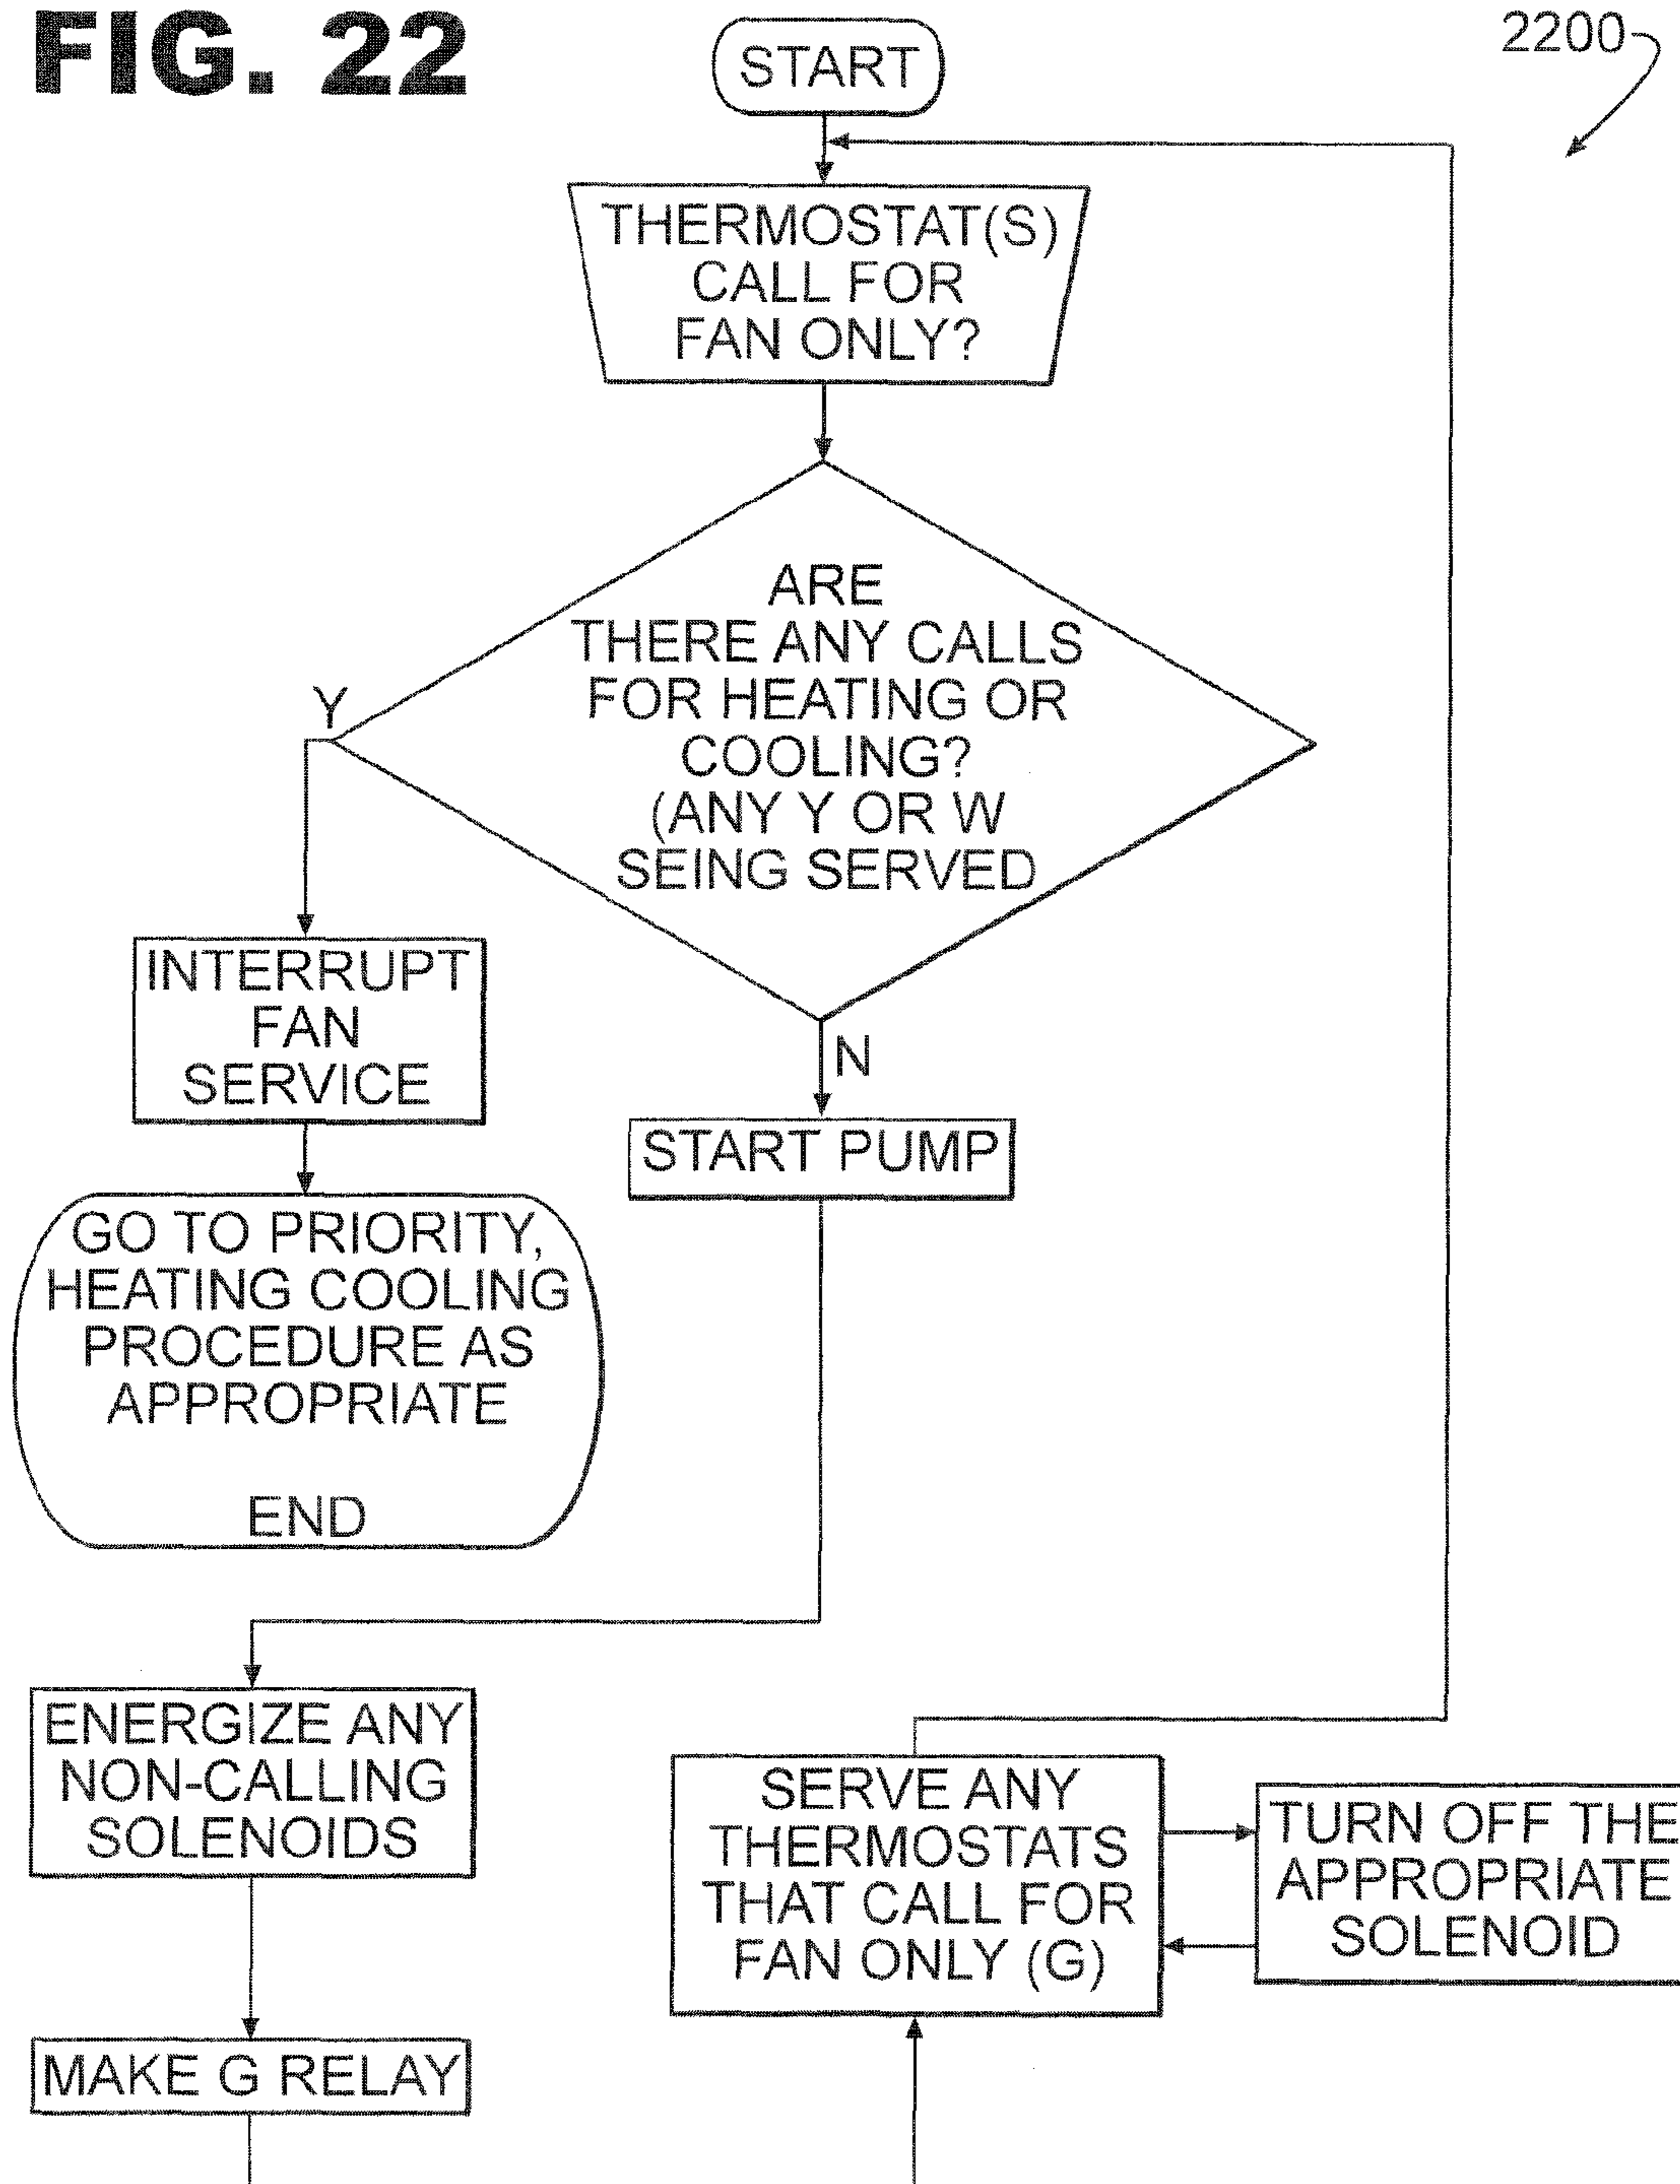 FIG. 22
2200
START
THERMOSTAT(S)
CALL FOR
FAN ONLY?
ARE
THERE ANY CALLS
FOR HEATING OR
COOLING?
(ANY Y OR W
SEING SERVED
Y
N
INTERRUPT
FAN
SERVICE
START PUMP
GO TO PRIORITY,
HEATING COOLING
PROCEDURE AS
APPROPRIATE
END
ENERGIZE ANY
NON-CALLING
SOLENOIDS
SERVE ANY
THERMOSTATS
THAT CALL FOR
FAN ONLY (G)
TURN OFF THE
APPROPRIATE
SOLENOID
MAKE G RELAY